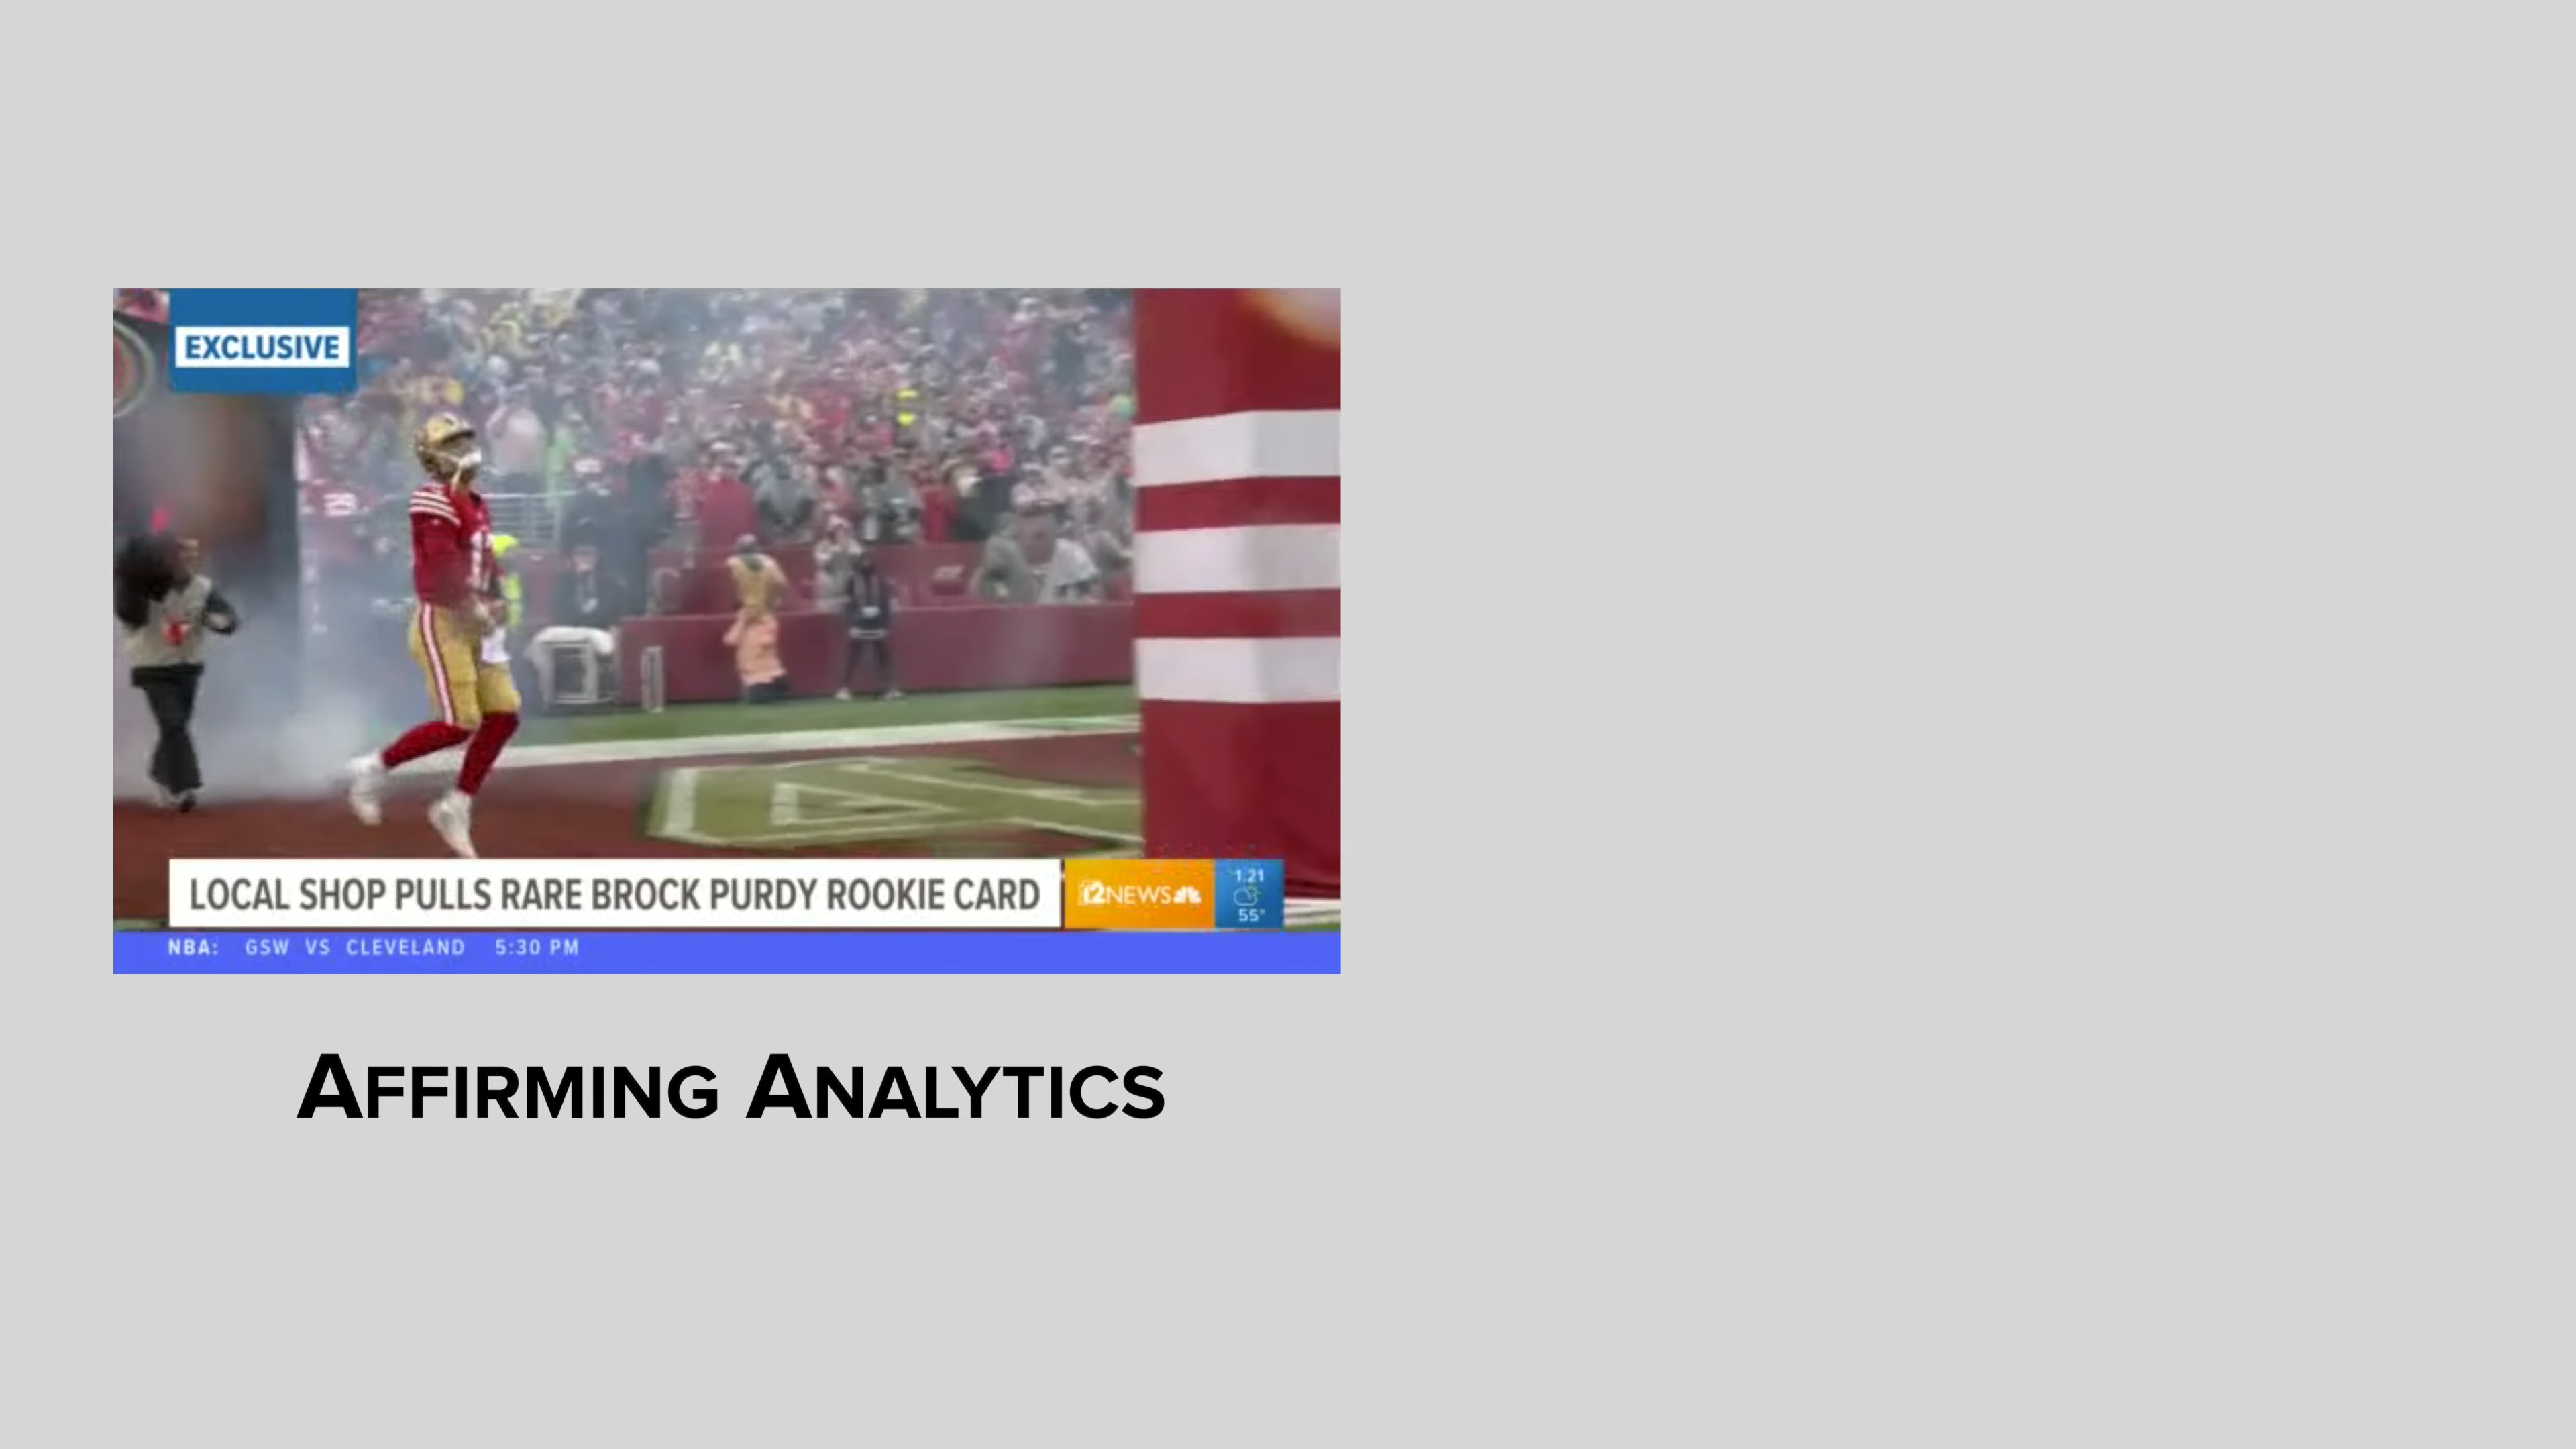 EXCLUSIVE
LOCAL SHOP PULLS RARE BROCK PURDY ROOKIE CARD
12NEWS
1:21
55°
NBA: GSW VS CLEVELAND 5:30 PM
AFFIRMING ANALYTICS